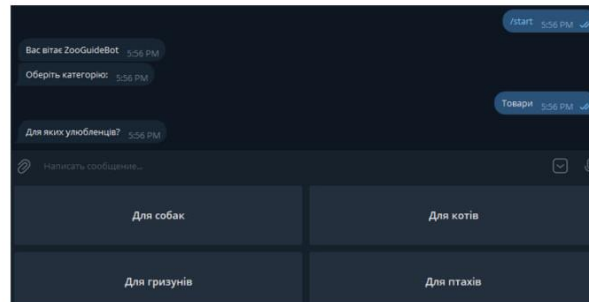 /start 5:56 PM
Вас вітає ZooGuideBot 5:56 PM
Оберіть категорію: 5:56 PM
Товари 5:56 PM
Для яких улюбленців? 5:56 PM
Написать сообщение...
Для собак Для котів
Для гризунів Для птахів